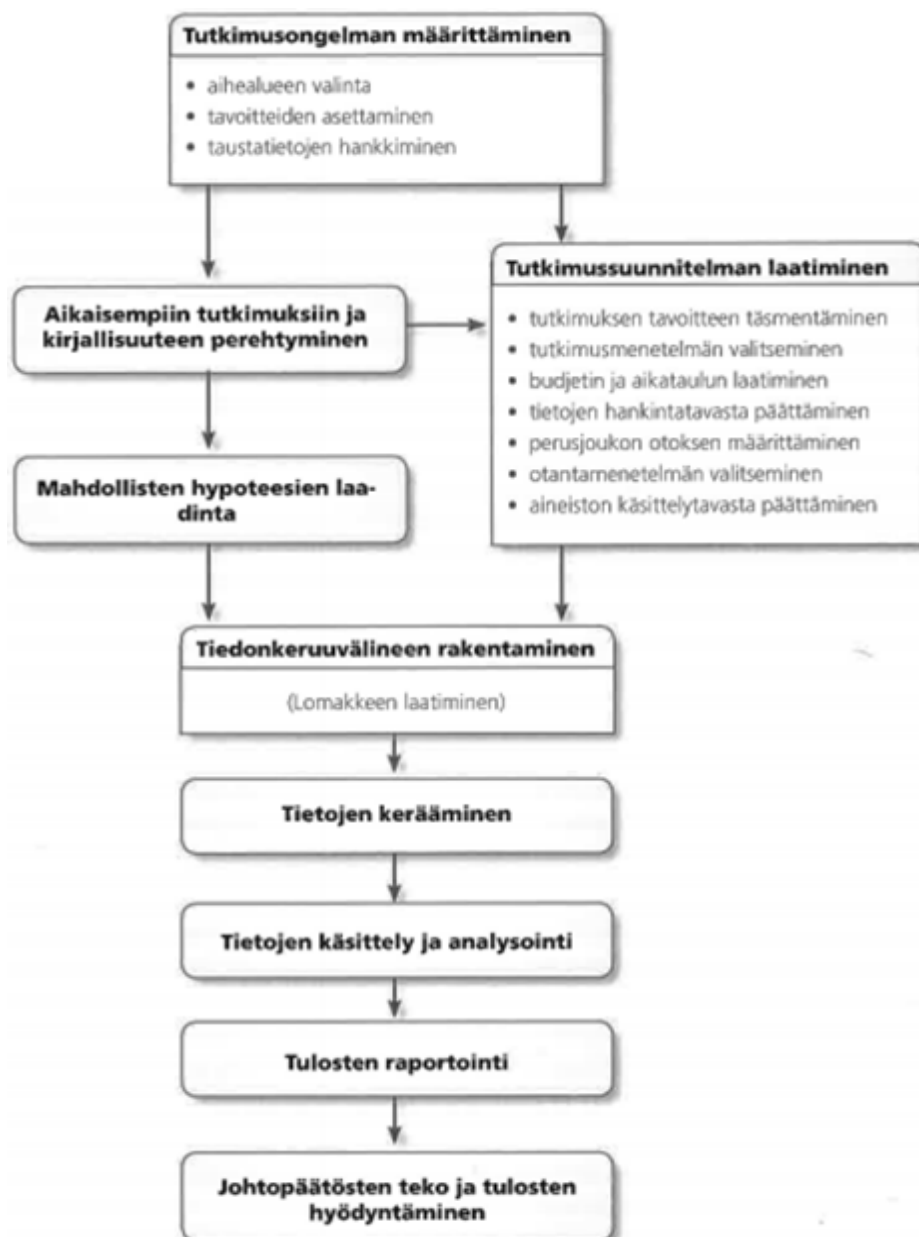 Tutkimusongelman määrittäminen
• aihealueen valinta
• tavoitteiden asettaminen
• taustatietojen hankkiminen
Aikaisempiin tutkimuksiin ja
kirjallisuuteen perehtyminen
Tutkimussuunnitelman laatiminen
• tutkimuksen tavoitteen täsmentäminen
• tutkimusmenetelmän valitseminen
• budjetin ja aikataulun laatiminen
• tietojen hankintatavasta päättäminen
• perusjoukon otoksen määrittäminen
• otantamenetelmän valitseminen
• aineiston käsittelytavasta päättäminen
Mahdollisten hypoteesien laa-
dinta
Tiedonkeruuvälineen rakentaminen
(Lomakkeen laatiminen)
Tietojen kerääminen
Tietojen käsittely ja analysointi
Tulosten raportointi
Johtopäätösten teko ja tulosten
hyödyntäminen